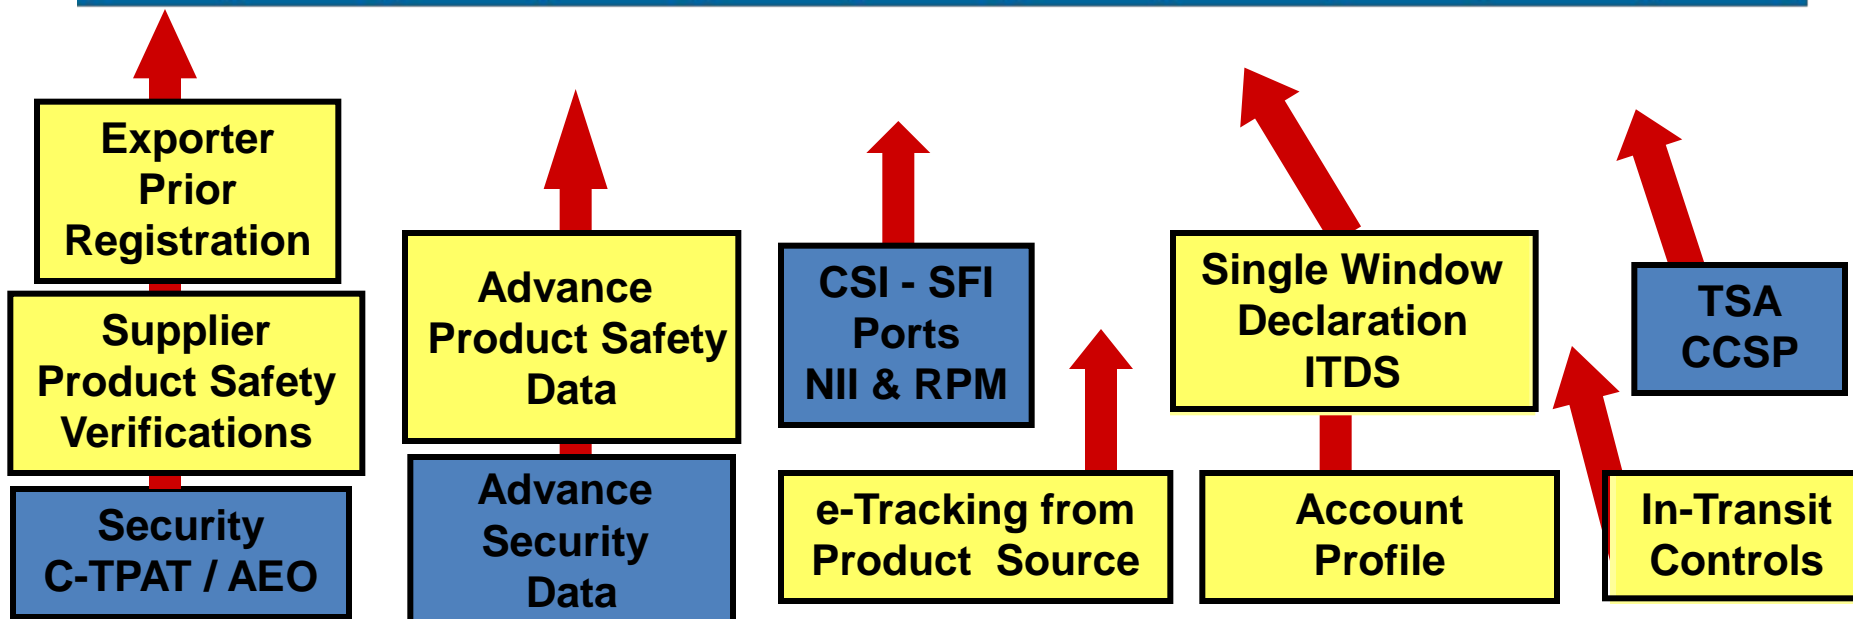 Exporter
Prior
Registration
Supplier
Product Safety
Verifications
Security
C-TPAT / AEO
Advance
Product Safety
Data
Advance
Security
Data
CSI - SFI
Ports
NII & RPM
e-Tracking from
Product Source
Single Window
Declaration
ITDS
Account
Profile
TSA
CCSP
In-Transit
Controls